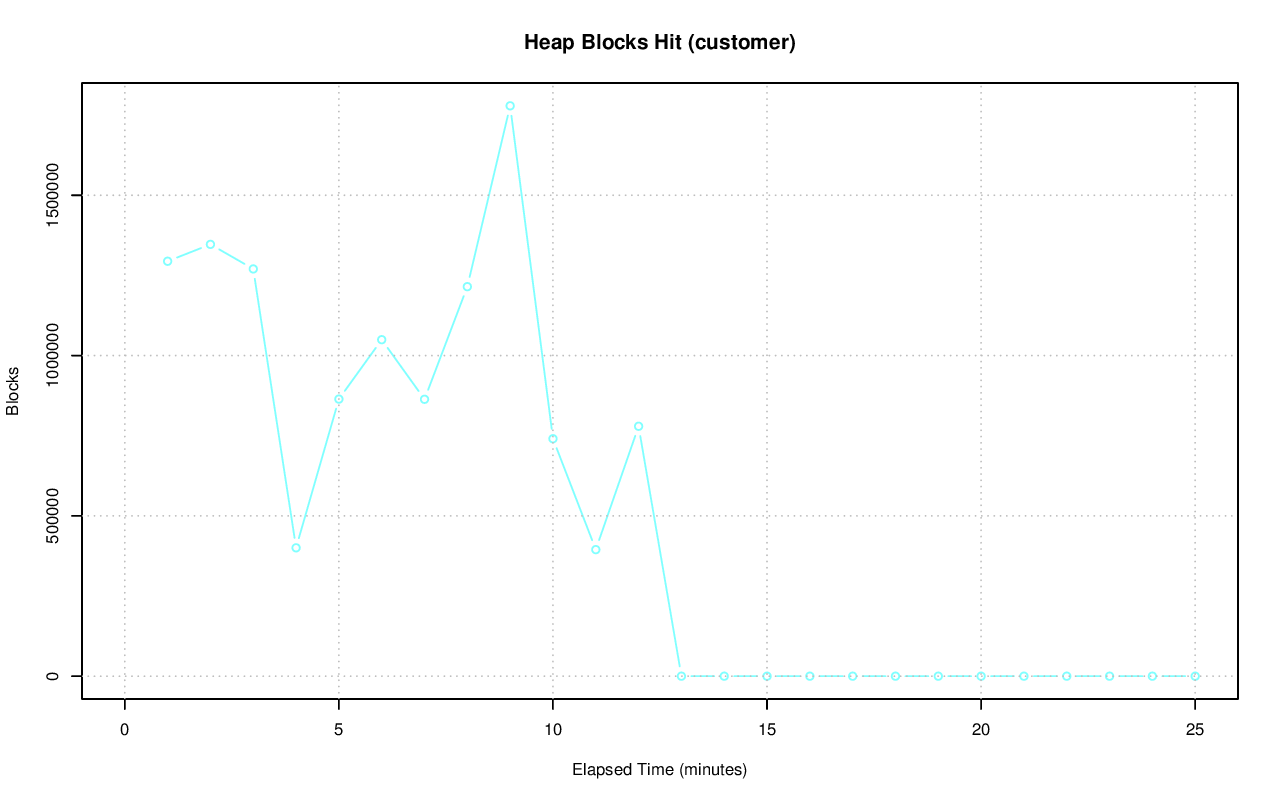 Heap Blocks Hit (customer)
Blocks
1500000
1000000
500000
0
0 5 10 15 20 25
Elapsed Time (minutes)